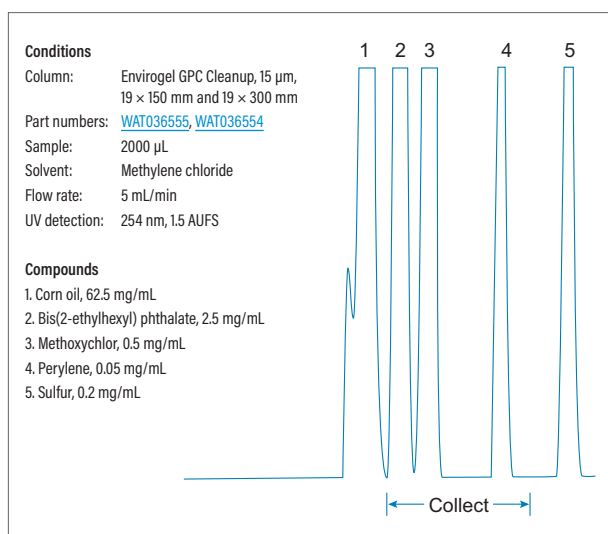 Conditions
Column: Envirogel GPC Cleanup, 15 µm,
19 × 150 mm and 19 × 300 mm
Part numbers: WAT036555, WAT036554
Sample: 2000 µL
Solvent: Methylene chloride
Flow rate: 5 mL/min
UV detection: 254 nm, 1.5 AUFS
Compounds
1. Corn oil, 62.5 mg/mL
2. Bis(2-ethylhexyl) phthalate, 2.5 mg/mL
3. Methoxychlor, 0.5 mg/mL
4. Perylene, 0.05 mg/mL
5. Sulfur, 0.2 mg/mL
1 2 3 4 5
Collect